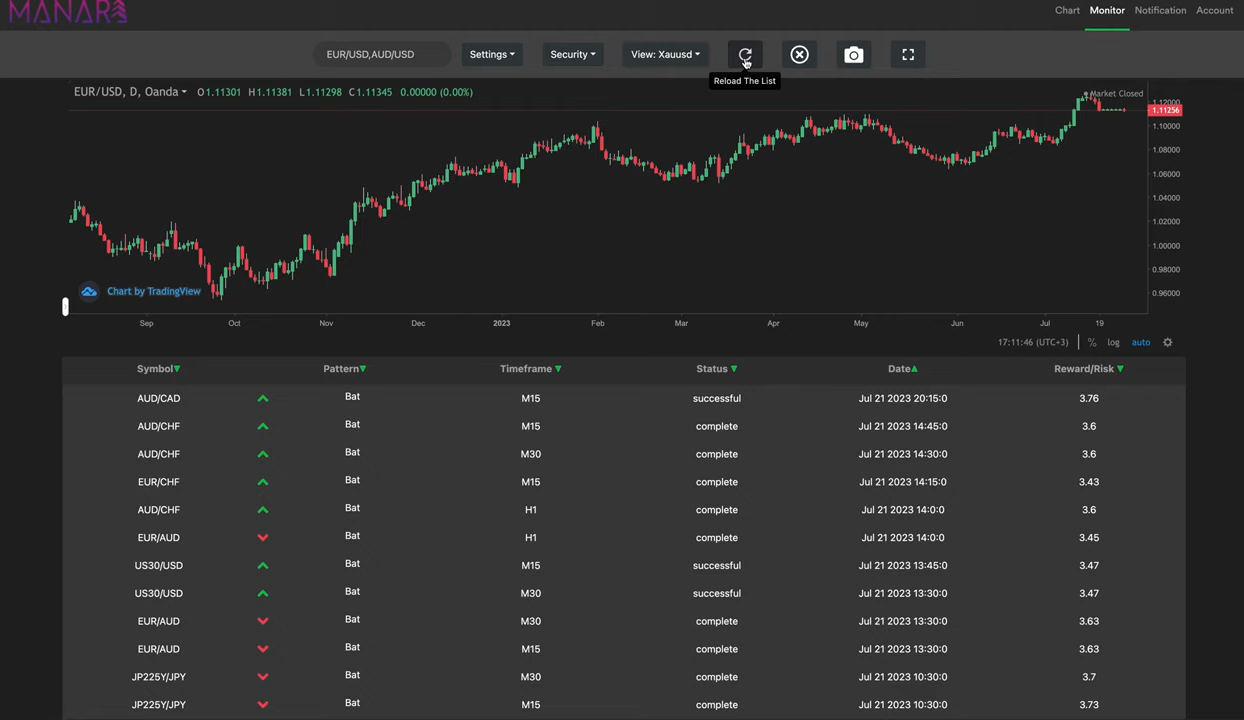 MANARA
Chart Monitor Notification Account
EUR/USD,AUD/USD Settings Security View: Xauusd
Reload The List
EUR/USD, D, Oanda O1.11301 H1.11381 L1.11298 C1.11345 0.00000 (0.00%)
Market Closed
1.12000
1.11256
1.10000
1.08000
1.06000
1.04000
1.02000
1.00000
0.98000
0.96000
Chart by TradingView
Sep Oct Nov Dec 2023 Feb Mar Apr May Jun Jul 19
17:11:46 (UTC+3) % log auto
Symbol Pattern Timeframe Status Date Reward/Risk
AUD/CAD Bat M15 successful Jul 21 2023 20:15:0 3.76
AUD/CHF Bat M15 complete Jul 21 2023 14:45:0 3.6
AUD/CHF Bat M30 complete Jul 21 2023 14:30:0 3.6
EUR/CHF Bat M15 complete Jul 21 2023 14:15:0 3.43
AUD/CHF Bat H1 complete Jul 21 2023 14:0:0 3.6
EUR/AUD Bat H1 complete Jul 21 2023 14:0:0 3.45
US30/USD Bat M15 successful Jul 21 2023 13:45:0 3.47
US30/USD Bat M30 successful Jul 21 2023 13:30:0 3.47
EUR/AUD Bat M30 complete Jul 21 2023 13:30:0 3.63
EUR/AUD Bat M15 complete Jul 21 2023 13:30:0 3.63
JP225Y/JPY Bat M30 complete Jul 21 2023 10:30:0 3.7
JP225Y/JPY Bat M15 complete Jul 21 2023 10:30:0 3.73